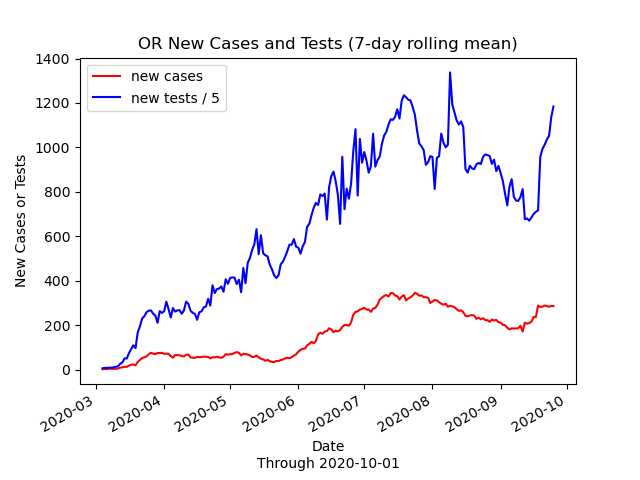 OR New Cases and Tests (7-day rolling mean)
new cases
new tests / 5
New Cases or Tests
1400
1200
1000
800
600
400
200
0
2020-03
2020-04
2020-05
2020-06
2020-07
2020-08
2020-09
2020-10
Date
Through 2020-10-01